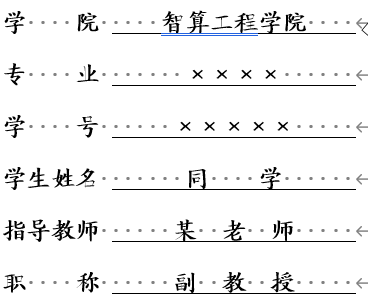 学 院 智算工程学院
专 业 ××××
学 号 ×××××
学生姓名 同 学
指导教师 某 老 师
职 称 副 教 授